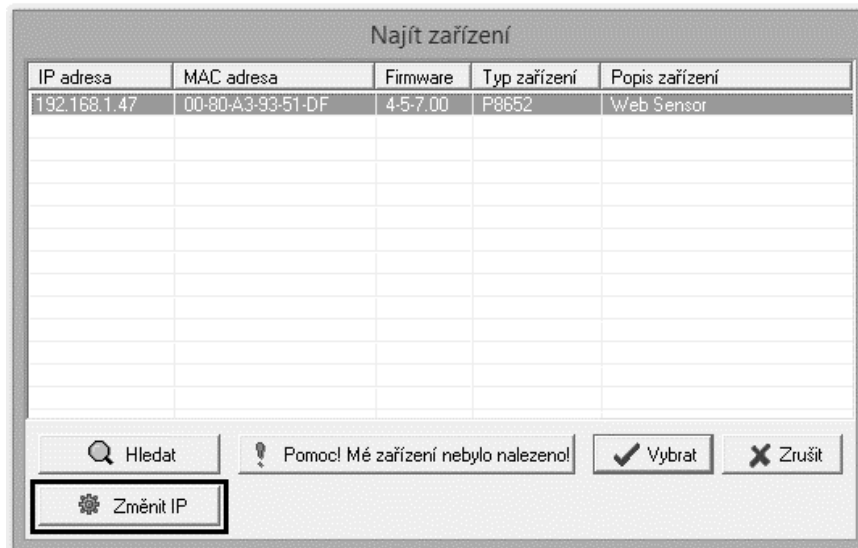 Najít zařízení
IP adresa MAC adresa Firmware Typ zařízení Popis zařízení
192.168.1.47 00-80-A3-93-51-DF 4-5-7.00 P8652 Web Sensor
Hledat Pomoc! Mé zařízení nebylo nalezeno! Vybrat Zrušit
Změnit IP